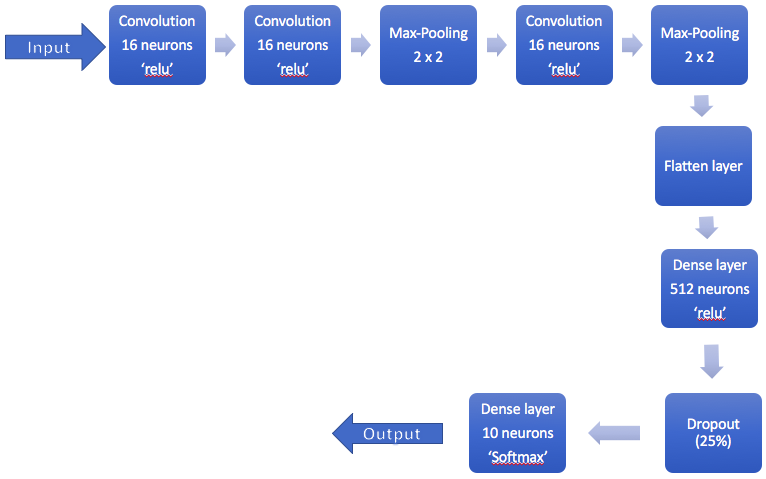 Input
Convolution
16 neurons
‘relu’
Convolution
16 neurons
‘relu’
Max-Pooling
2 x 2
Convolution
16 neurons
‘relu’
Max-Pooling
2 x 2
Flatten layer
Dense layer
512 neurons
‘relu’
Dropout
(25%)
Dense layer
10 neurons
‘Softmax’
Output